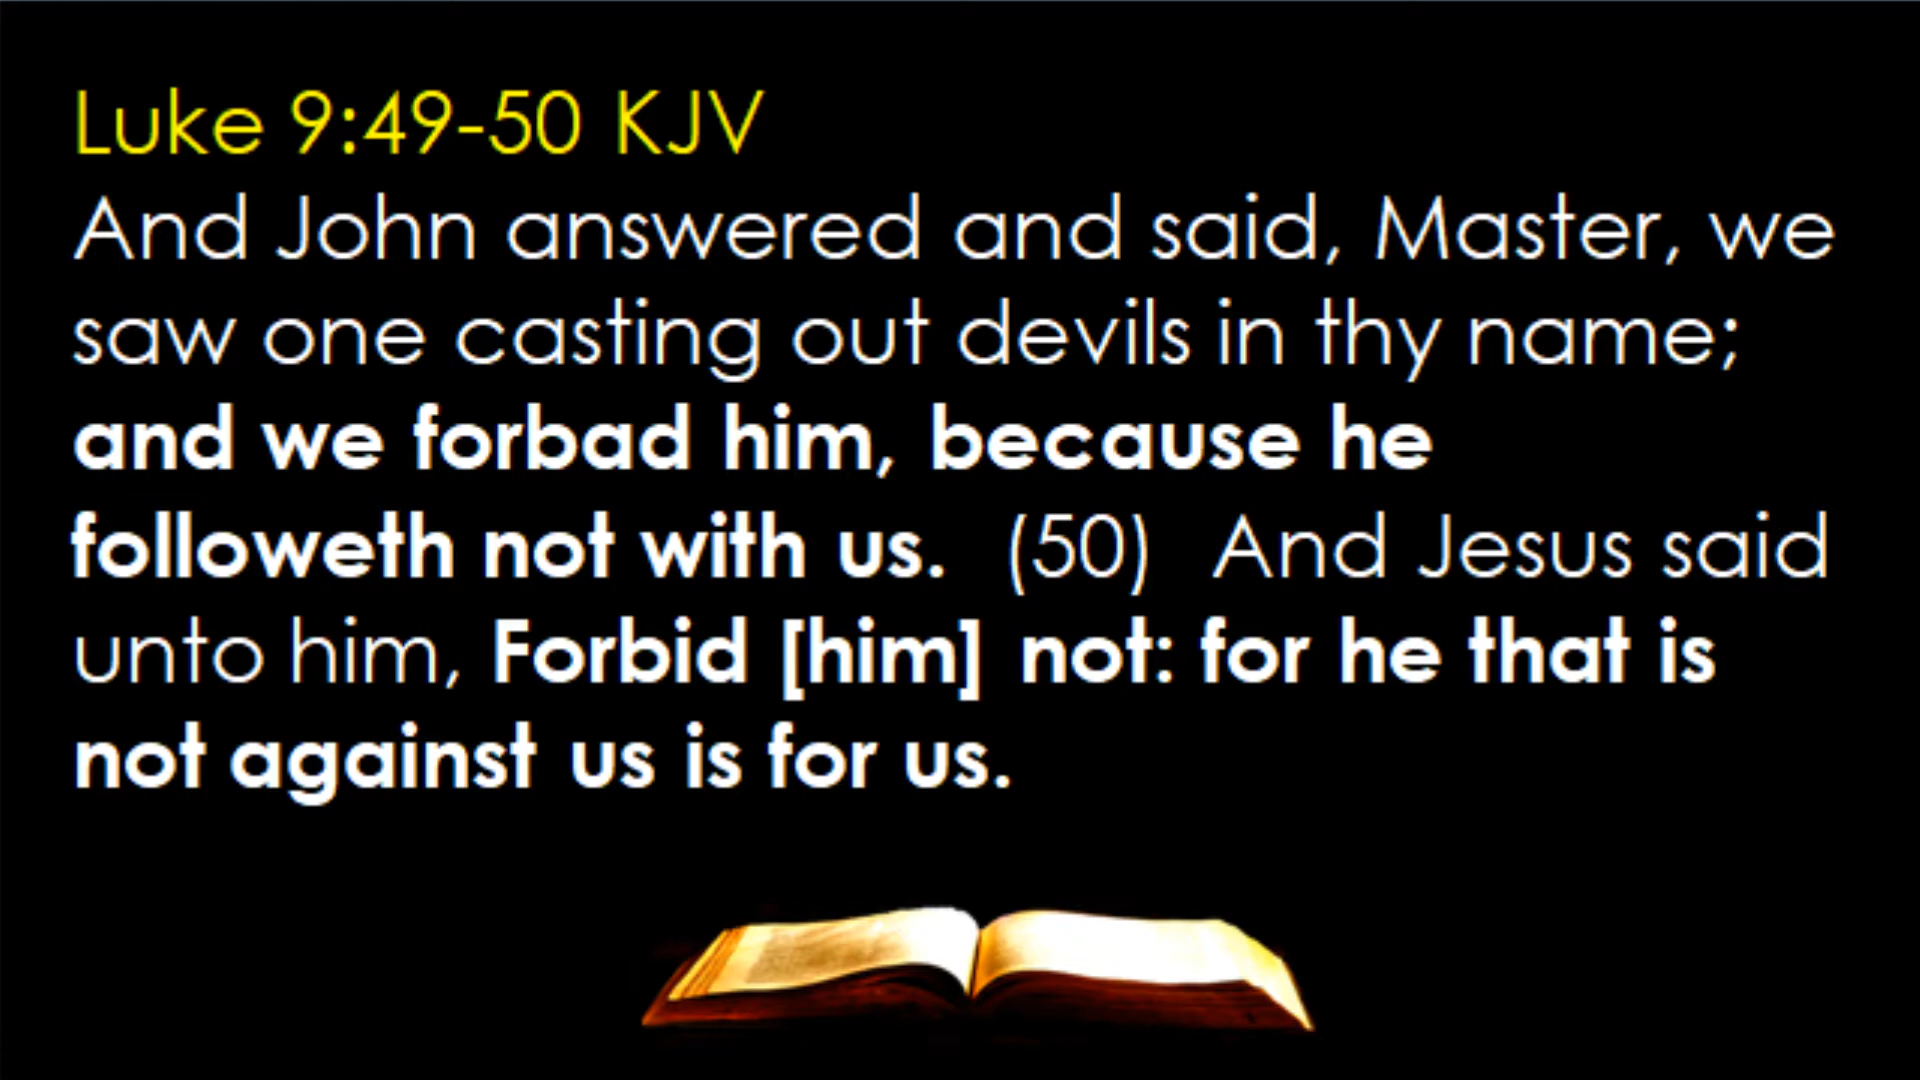 Luke 9:49-50 KJV
And John answered and said, Master, we
saw one casting out devils in thy name;
and we forbad him, because he
followeth not with us.  (50)  And Jesus said
unto him, Forbid [him] not: for he that is
not against us is for us.